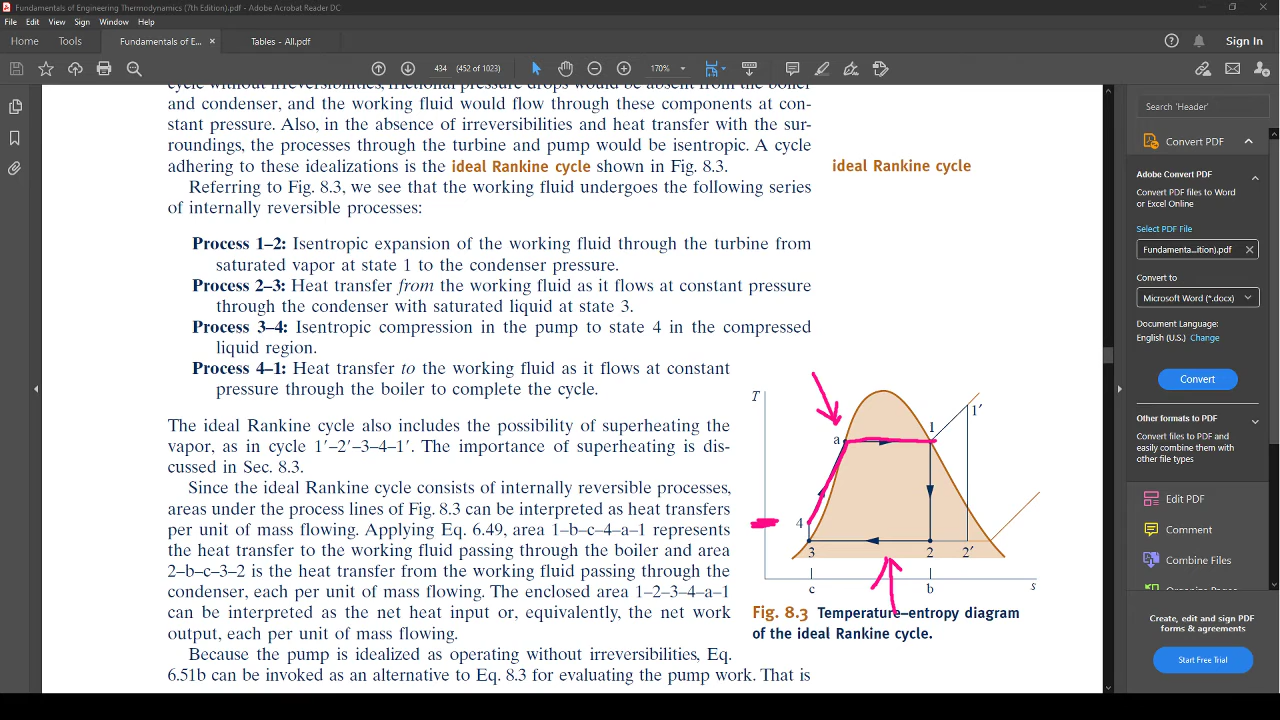 Fundamentals of Engineering Thermodynamics (7th Edition).pdf - Adobe Acrobat Reader DC
File Edit View Sign Window Help
Home Tools Fundamentals of E... × Tables - All.pdf Sign In
434 (452 of 1023) 170%
cycle without irreversibilities, frictional pressure drops would be absent from the boiler
and condenser, and the working fluid would flow through these components at con-
stant pressure. Also, in the absence of irreversibilities and heat transfer with the sur-
roundings, the processes through the turbine and pump would be isentropic. A cycle
adhering to these idealizations is the ideal Rankine cycle shown in Fig. 8.3.
ideal Rankine cycle
Referring to Fig. 8.3, we see that the working fluid undergoes the following series
of internally reversible processes:
Process 1–2: Isentropic expansion of the working fluid through the turbine from
saturated vapor at state 1 to the condenser pressure.
Process 2–3: Heat transfer from the working fluid as it flows at constant pressure
through the condenser with saturated liquid at state 3.
Process 3–4: Isentropic compression in the pump to state 4 in the compressed
liquid region.
Process 4–1: Heat transfer to the working fluid as it flows at constant
pressure through the boiler to complete the cycle.
The ideal Rankine cycle also includes the possibility of superheating the
vapor, as in cycle 1′–2′–3–4–1′. The importance of superheating is dis-
cussed in Sec. 8.3.
Since the ideal Rankine cycle consists of internally reversible processes,
areas under the process lines of Fig. 8.3 can be interpreted as heat transfers
per unit of mass flowing. Applying Eq. 6.49, area 1–b–c–4–a–1 represents
the heat transfer to the working fluid passing through the boiler and area
2–b–c–3–2 is the heat transfer from the working fluid passing through the
condenser, each per unit of mass flowing. The enclosed area 1–2–3–4–a–1
can be interpreted as the net heat input or, equivalently, the net work
output, each per unit of mass flowing.
Because the pump is idealized as operating without irreversibilities, Eq.
6.51b can be invoked as an alternative to Eq. 8.3 for evaluating the pump work. That is
T
1′
1
a
4
3 2 2′
c b s
Fig. 8.3 Temperature–entropy diagram
of the ideal Rankine cycle.
Search 'Header'
Convert PDF
Adobe Convert PDF
Convert PDF files to Word
or Excel Online
Select PDF File
Fundamenta...ition).pdf ×
Convert to
Microsoft Word (*.docx)
Document Language:
English (U.S.) Change
Convert
Other formats to PDF
Convert files to PDF and
easily combine them with
other file types
Edit PDF
Comment
Combine Files
Create, edit and sign PDF
forms & agreements
Start Free Trial